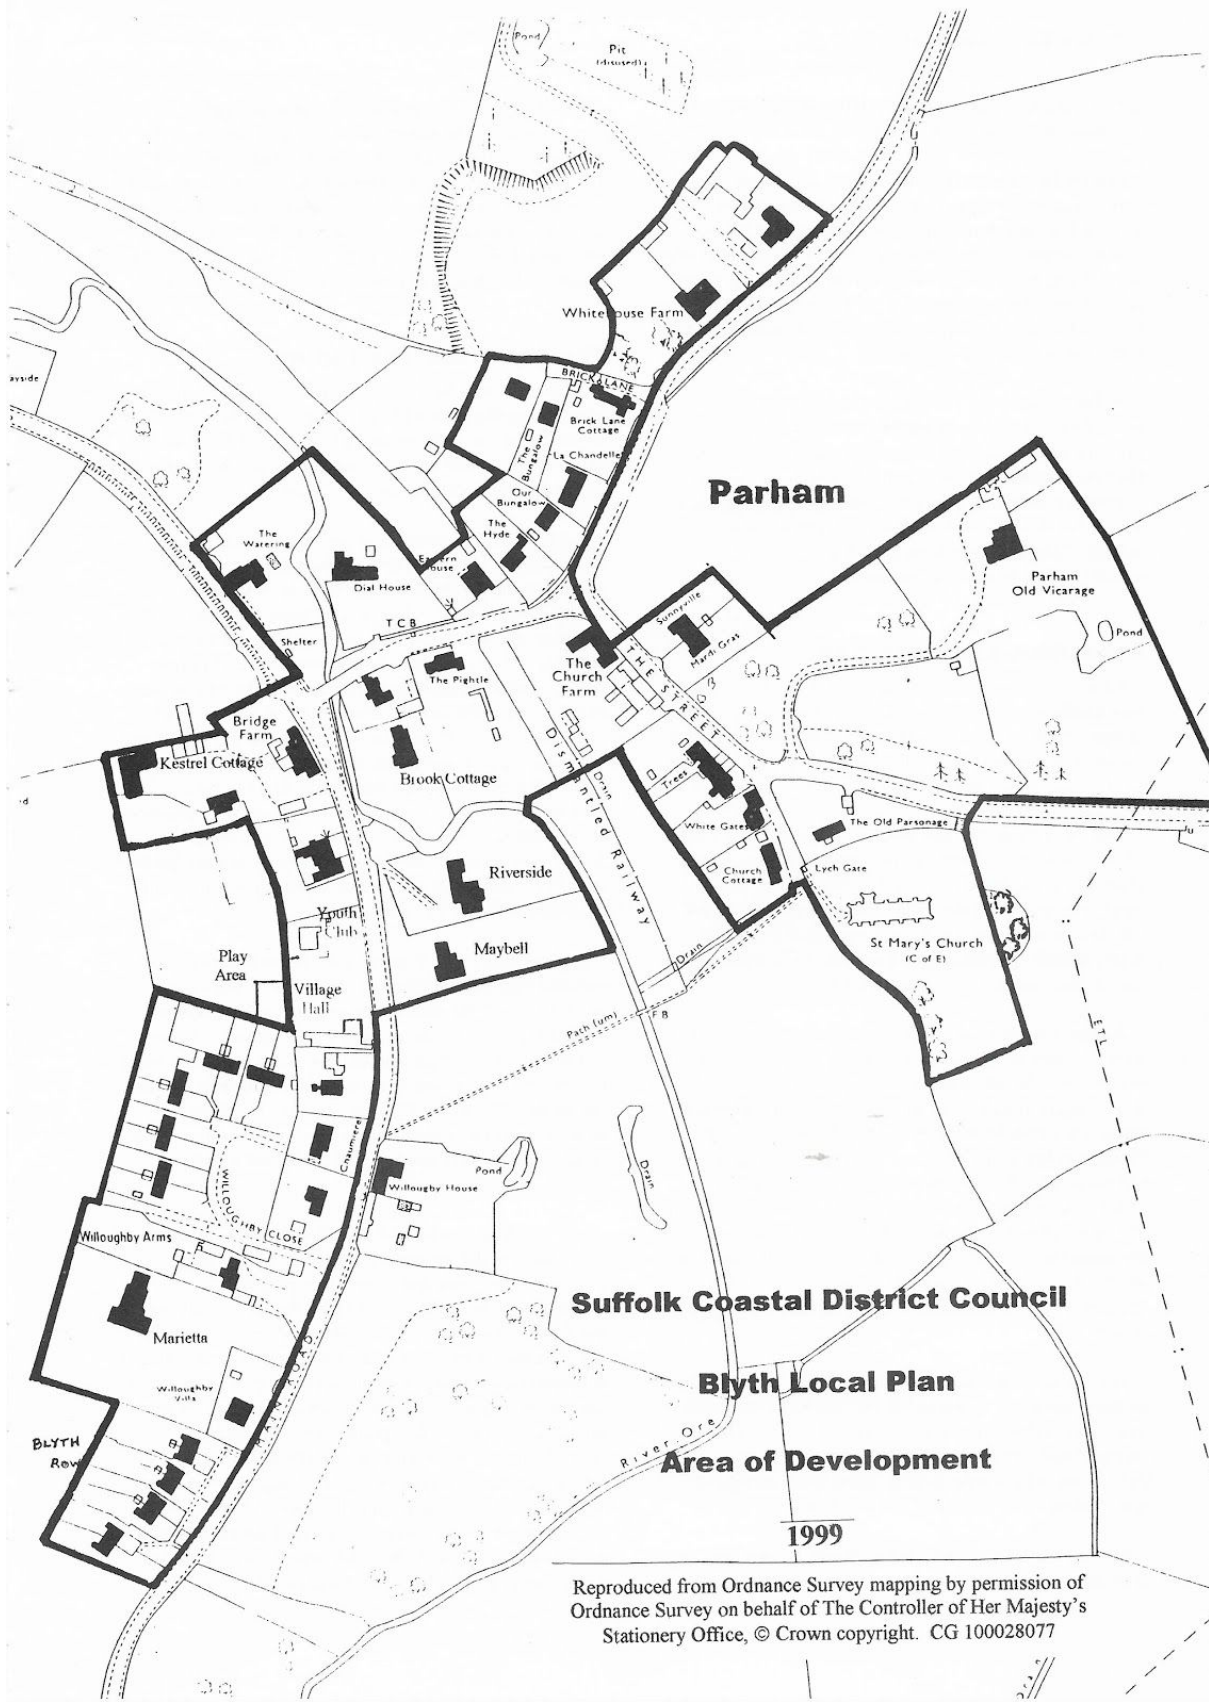 Pond
Pit
(disused)
Whitehouse Farm
ayside
BRICK LANE
Brick Lane
Cottage
The
Bungalow
La Chandelle
Parham
Our
Bungalow
The
Hyde
The
Watering
Dial House
House
Parham
Old Vicarage
Pond
TCB
Shelter
Sunnyville
Mardi Gras
THE STREET
The
Church
Farm
The Pightle
Bridge
Farm
Kestrel Cottage
Brook Cottage
Dismantled Railway
Drain
Trees
White Gates
The Old Parsonage
Church
Cottage
Lych Gate
Riverside
Youth
Club
St Mary's Church
(C of E)
Play
Area
Maybell
Drain
Village
Hall
Path (um)
FB
ETL
Chaumiere
Pond
Willougby House
Drain
WILLOUGHBY CLOSE
Willoughby Arms
Suffolk Coastal District Council
Marietta
MAIN ROAD
Blyth Local Plan
Willoughby
Villa
BLYTH
ROW
River Ore
Area of Development
1999
Reproduced from Ordnance Survey mapping by permission of
Ordnance Survey on behalf of The Controller of Her Majesty's
Stationery Office, © Crown copyright. CG 100028077